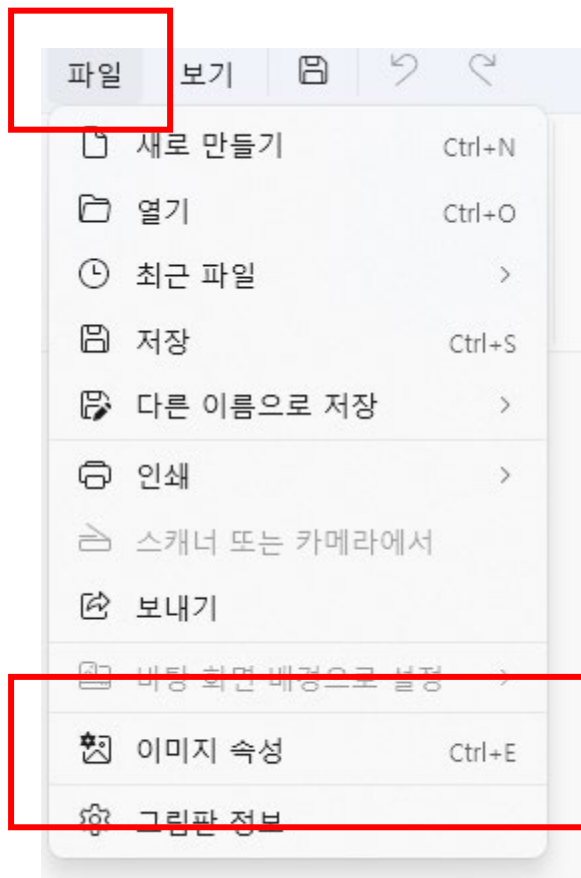 파일 보기
새로 만들기 Ctrl+N
열기 Ctrl+O
최근 파일 >
저장 Ctrl+S
다른 이름으로 저장 >
인쇄 >
스캐너 또는 카메라에서
보내기
바탕 화면 배경으로 설정 >
이미지 속성 Ctrl+E
그림판 정보